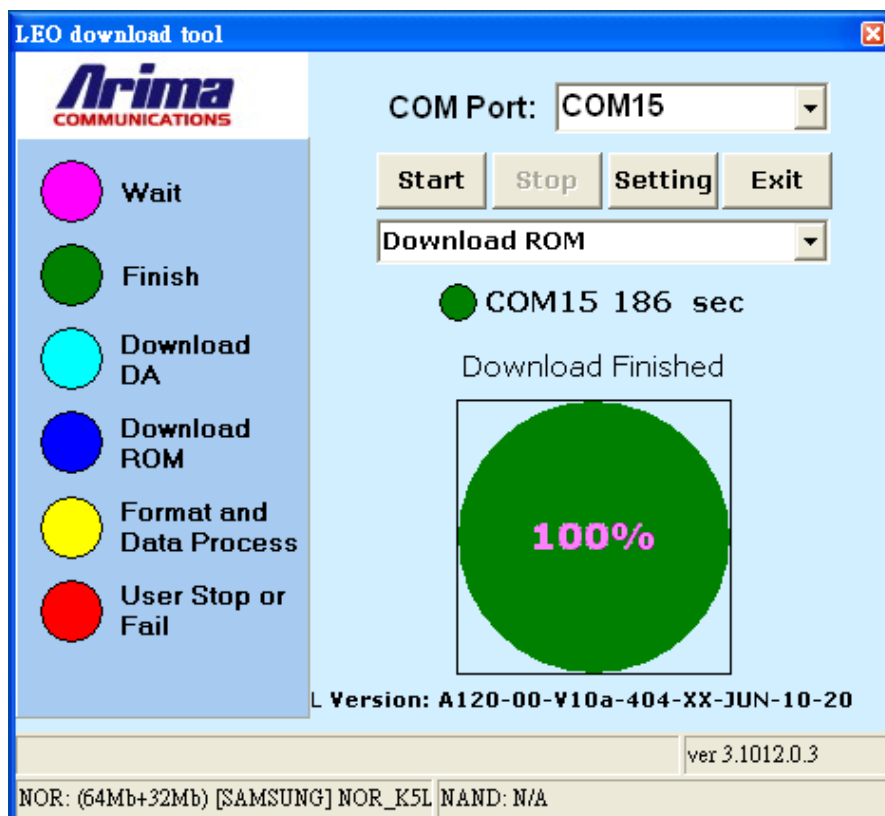 LEO download tool
Arima
COMMUNICATIONS
COM Port: COM15
Start Stop Setting Exit
Download ROM
COM15 186 sec
Download Finished
100%
Wait
Finish
Download
DA
Download
ROM
Format and
Data Process
User Stop or
Fail
L Version: A120-00-V10a-404-XX-JUN-10-20
ver 3.1012.0.3
NOR: (64Mb+32Mb) [SAMSUNG] NOR_K5L NAND: N/A